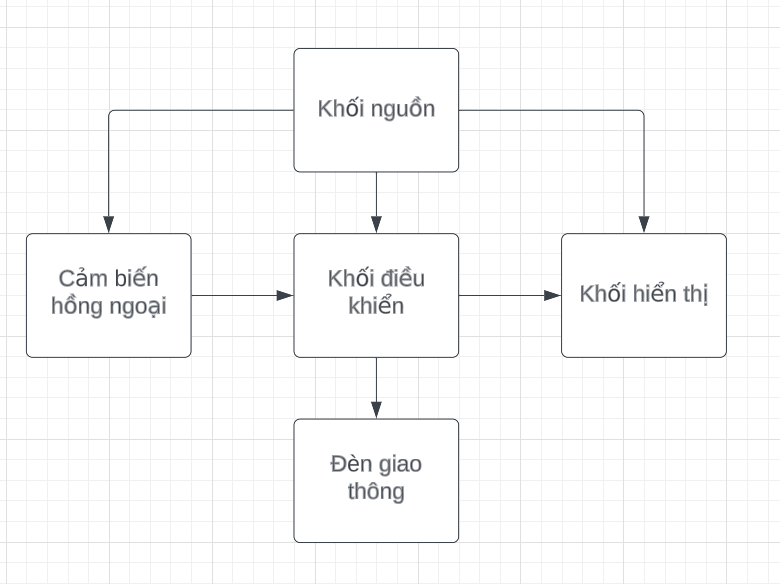 Khối nguồn
Cảm biến
hồng ngoại
Khối điều
khiển
Khối hiển thị
Đèn giao
thông